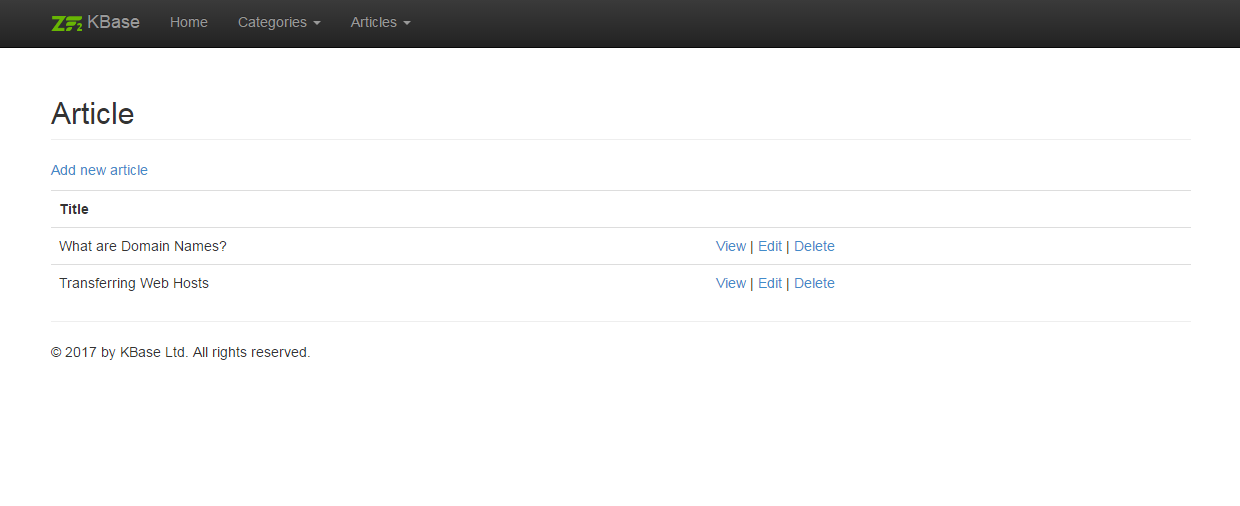 ZF2 KBase Home Categories Articles
Article
Add new article
Title
What are Domain Names? View | Edit | Delete
Transferring Web Hosts View | Edit | Delete
© 2017 by KBase Ltd. All rights reserved.